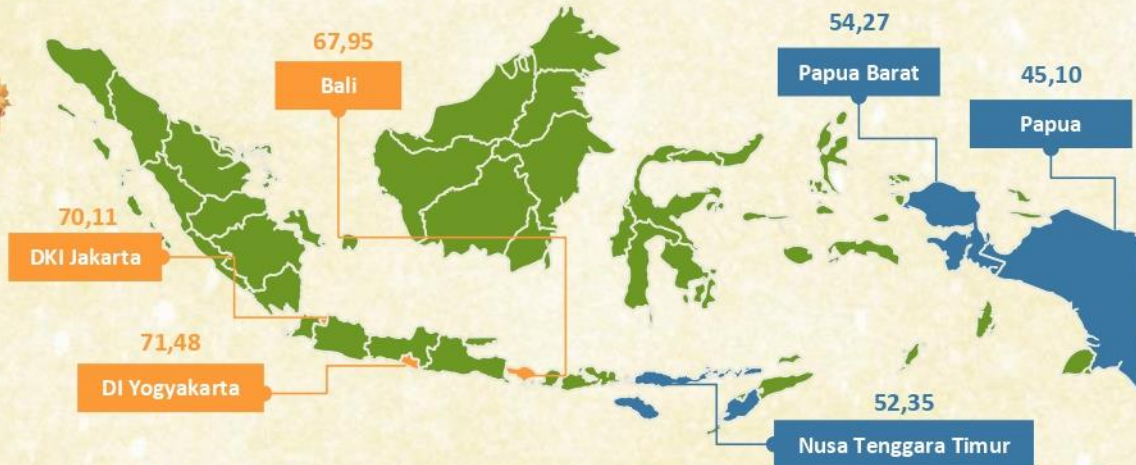 67,95
Bali
54,27
Papua Barat
45,10
Papua
70,11
DKI Jakarta
71,48
DI Yogyakarta
52,35
Nusa Tenggara Timur